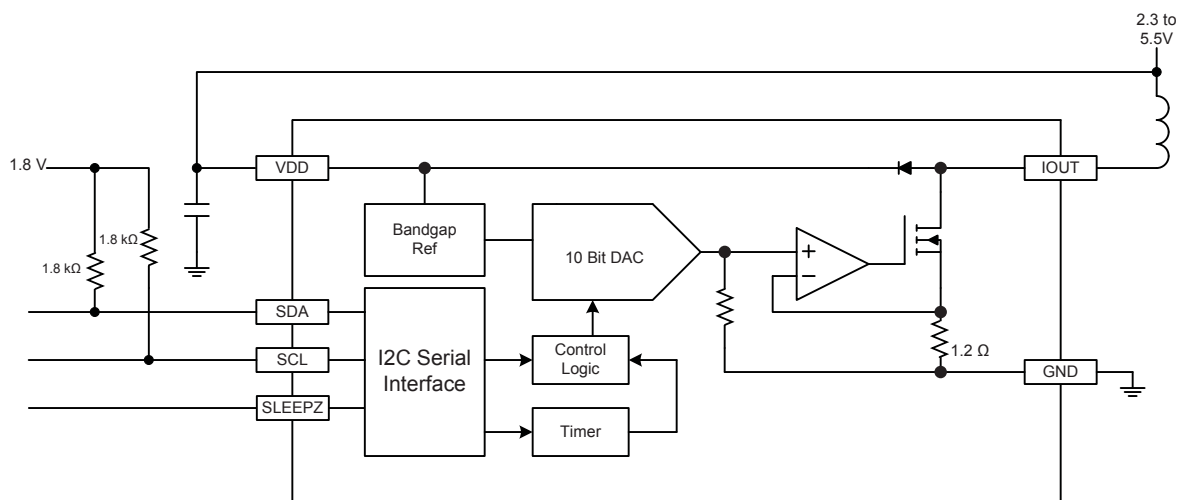 2.3 to
5.5V
1.8 V
VDD
IOUT
Bandgap
Ref
10 Bit DAC
+
−
1.8 kΩ
1.8 kΩ
SDA
SCL
SLEEPZ
I2C Serial
Interface
Control
Logic
Timer
1.2 Ω
GND